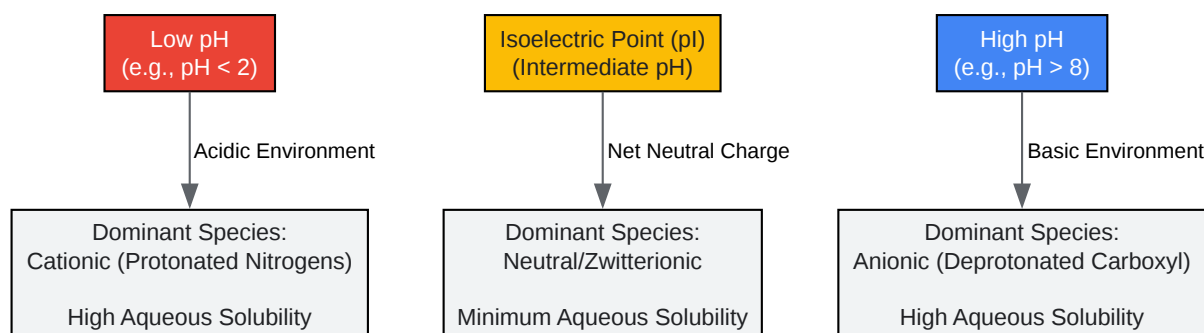 Low pH
(e.g., pH < 2)
Isoelectric Point (pI)
(Intermediate pH)
High pH
(e.g., pH > 8)
Acidic Environment
Net Neutral Charge
Basic Environment
Dominant Species:
Cationic (Protonated Nitrogens)
High Aqueous Solubility
Dominant Species:
Neutral/Zwitterionic
Minimum Aqueous Solubility
Dominant Species:
Anionic (Deprotonated Carboxyl)
High Aqueous Solubility